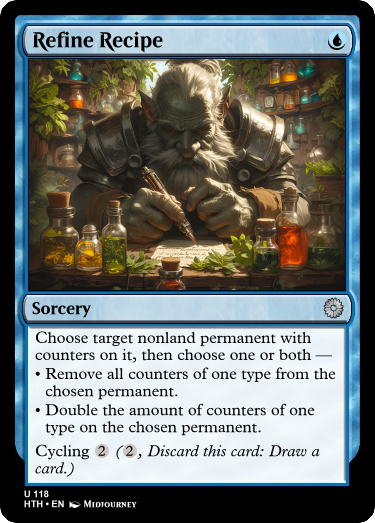 Refine Recipe
Sorcery
Choose target nonland permanent with
counters on it, then choose one or both —
• Remove all counters of one type from the
chosen permanent.
• Double the amount of counters of one
type on the chosen permanent.
Cycling 2 (2, Discard this card: Draw a
card.)
U 118
HTH • EN Midjourney